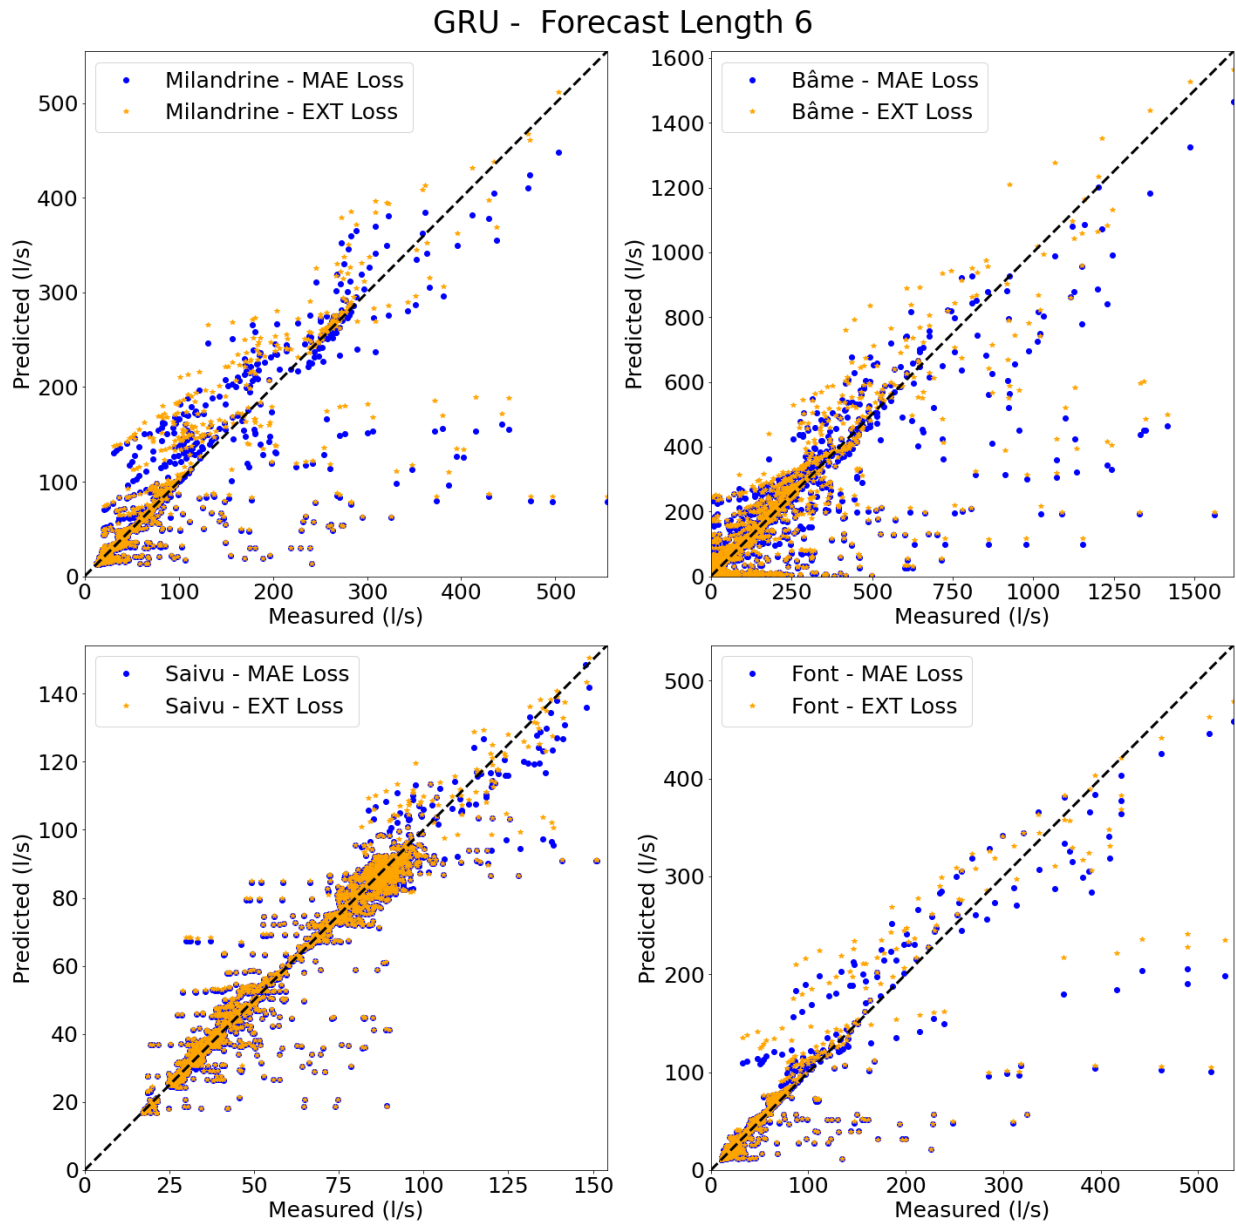 GRU -  Forecast Length 6
Milandrine - MAE Loss
Milandrine - EXT Loss
500
400
300
200
100
0
Predicted (l/s)
0 100 200 300 400 500
Measured (l/s)
Bâme - MAE Loss
Bâme - EXT Loss
1600
1400
1200
1000
800
600
400
200
0
Predicted (l/s)
0 250 500 750 1000 1250 1500
Measured (l/s)
Saivu - MAE Loss
Saivu - EXT Loss
140
120
100
80
60
40
20
0
Predicted (l/s)
0 25 50 75 100 125 150
Measured (l/s)
Font - MAE Loss
Font - EXT Loss
500
400
300
200
100
0
Predicted (l/s)
0 100 200 300 400 500
Measured (l/s)